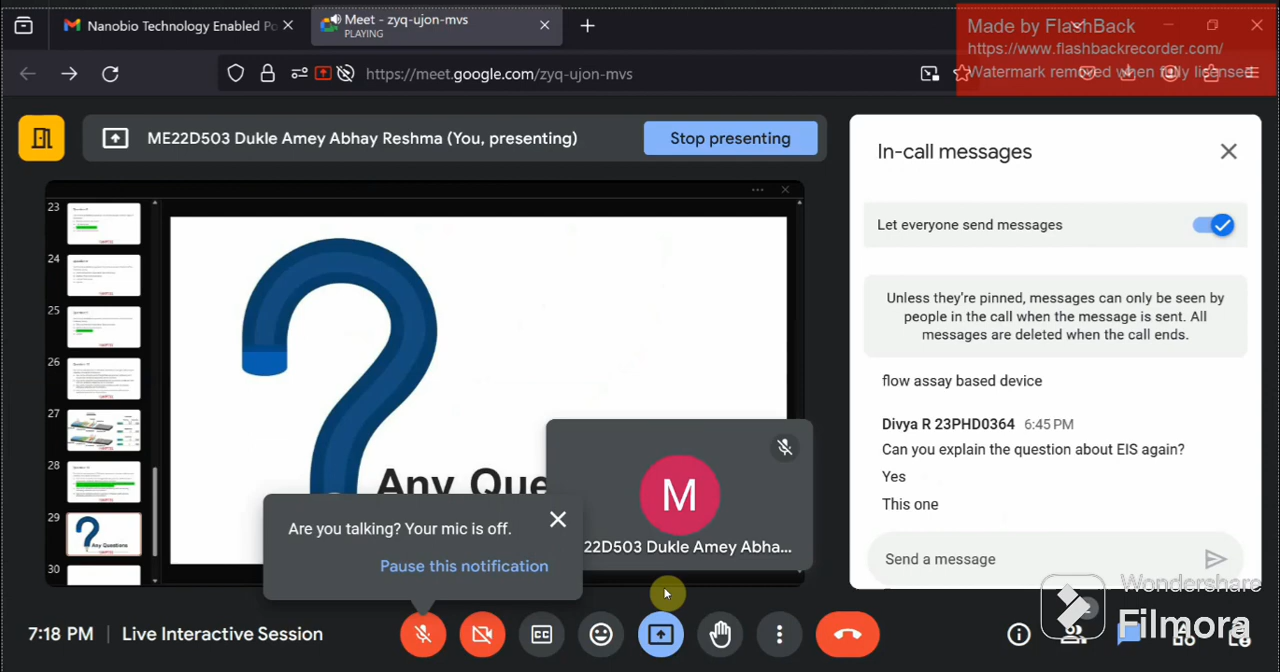 Nanobio Technology Enabled Po
Meet - zyq-ujon-mvs
PLAYING
Made by FlashBack
https://www.flashbackrecorder.com/
Watermark removed when fully licensed
https://meet.google.com/zyq-ujon-mvs
ME22D503 Dukle Amey Abhay Reshma (You, presenting)
Stop presenting
In-call messages
Let everyone send messages
Unless they're pinned, messages can only be seen by
people in the call when the message is sent. All
messages are deleted when the call ends.
flow assay based device
Divya R 23PHD0364 6:45 PM
Can you explain the question about EIS again?
Yes
This one
Send a message
23
24
25
26
27
28
29
30
Any Questions
Any Que
M
22D503 Dukle Amey Abha...
Are you talking? Your mic is off.
Pause this notification
7:18 PM | Live Interactive Session
Wondershare
Filmora